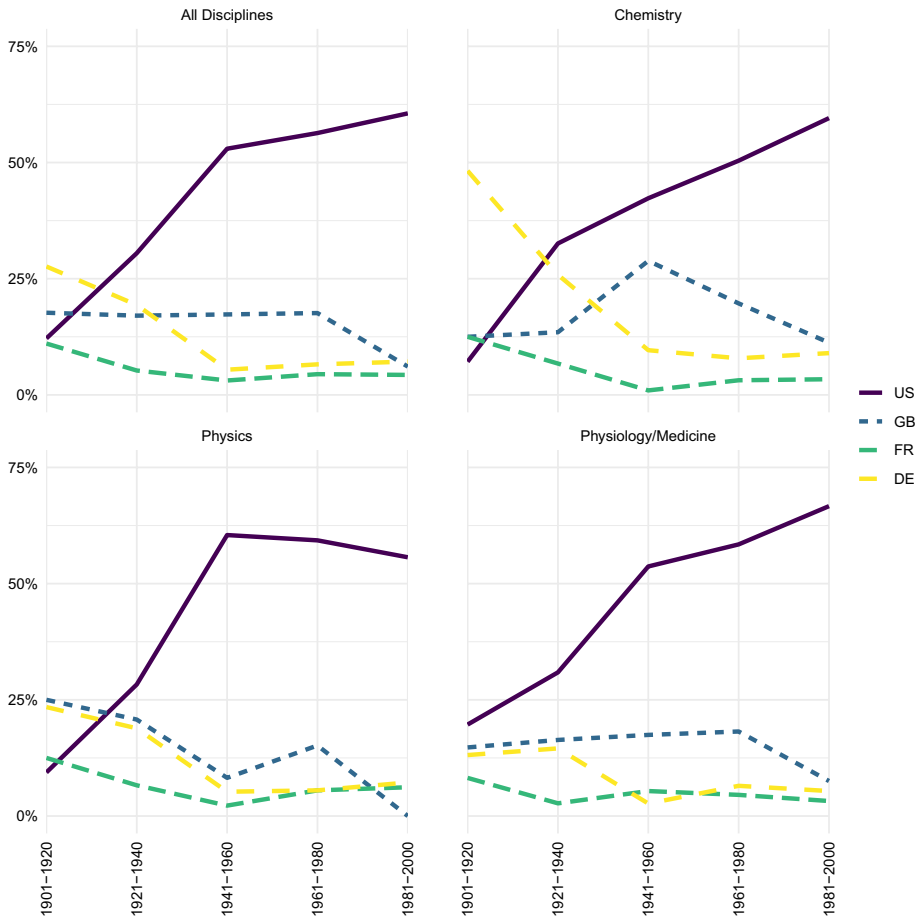 All Disciplines
Chemistry
75%
50%
25%
0%
Physics
Physiology/Medicine
75%
50%
25%
0%
1901−1920
1921−1940
1941−1960
1961−1980
1981−2000
1901−1920
1921−1940
1941−1960
1961−1980
1981−2000
US
GB
FR
DE